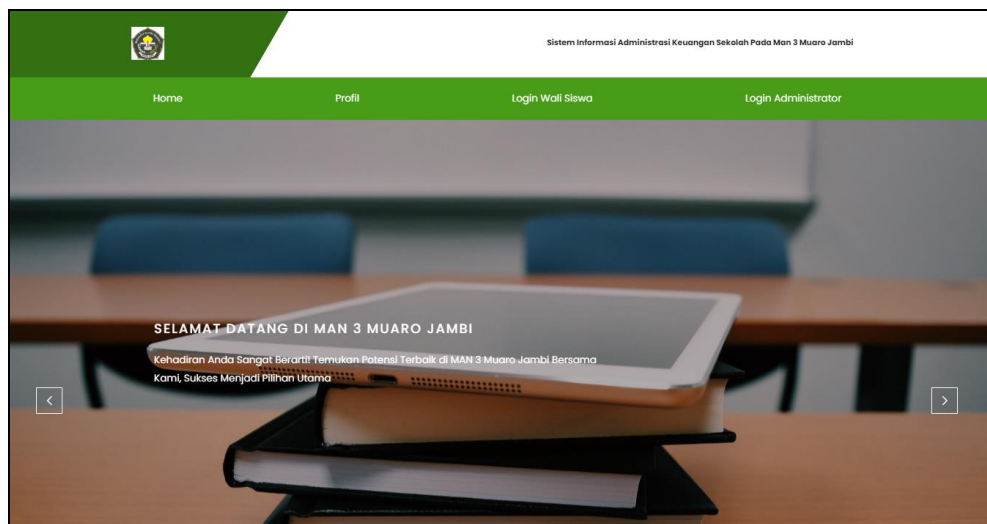 Sistem Informasi Administrasi Keuangan Sekolah Pada Man 3 Muaro Jambi
Home
Profil
Login Wali Siswa
Login Administrator
SELAMAT DATANG DI MAN 3 MUARO JAMBI
Kehadiran Anda Sangat Berarti! Temukan Potensi Terbaik di MAN 3 Muaro Jambi Bersama
Kami, Sukses Menjadi Pilihan Utama